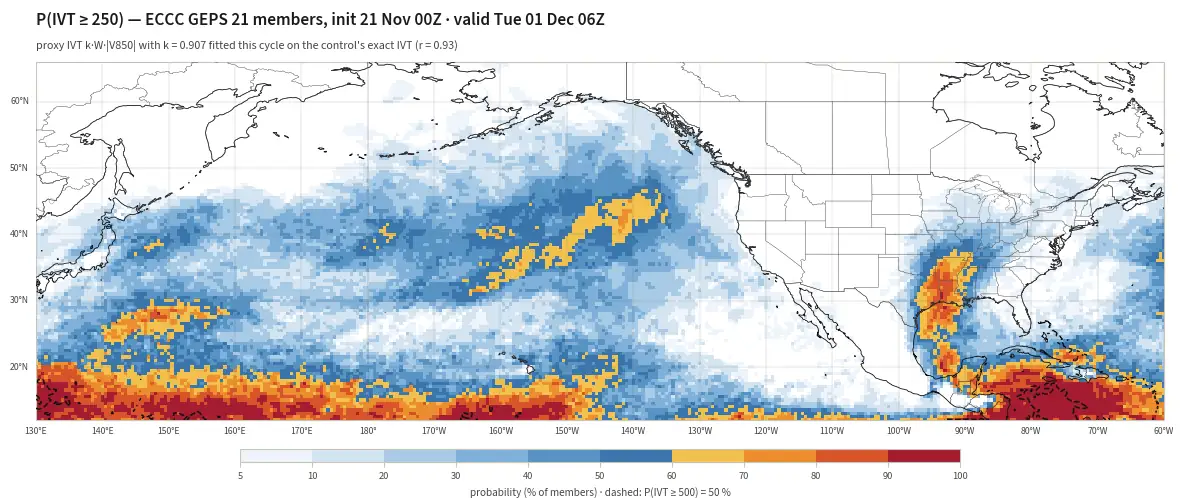 P(IVT ≥ 250) — ECCC GEPS 21 members, init 21 Nov 00Z · valid Tue 01 Dec 06Z
proxy IVT k·W·|V850| with k = 0.907 fitted this cycle on the control's exact IVT (r = 0.93)
60°N
50°N
40°N
30°N
20°N
130°E 140°E 150°E 160°E 170°E 180° 170°W 160°W 150°W 140°W 130°W 120°W 110°W 100°W 90°W 80°W 70°W 60°W
5 10 20 30 40 50 60 70 80 90 100
probability (% of members) · dashed: P(IVT ≥ 500) = 50 %